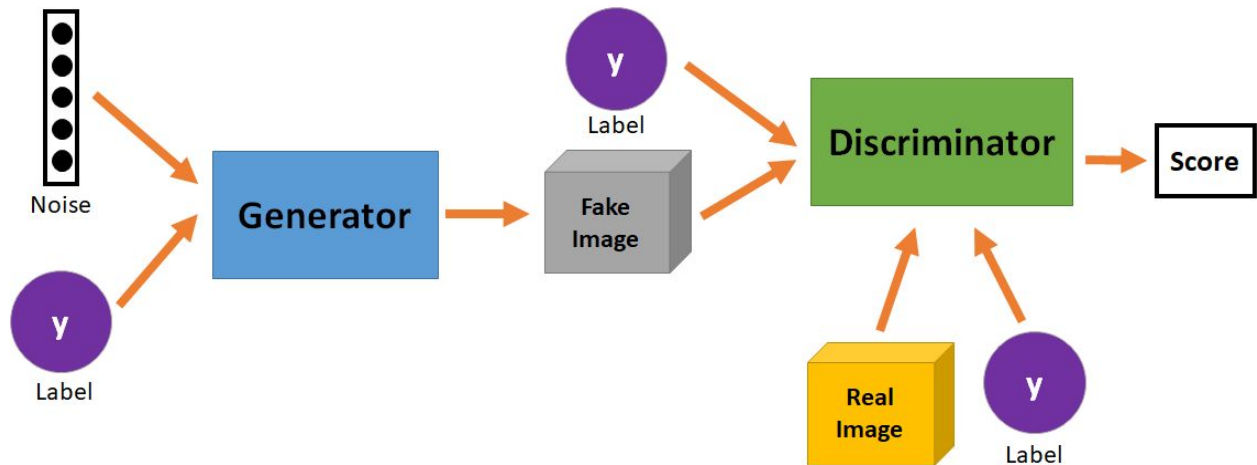 Noise
y
Label
Generator
Fake
Image
y
Label
Discriminator
Score
Real
Image
y
Label